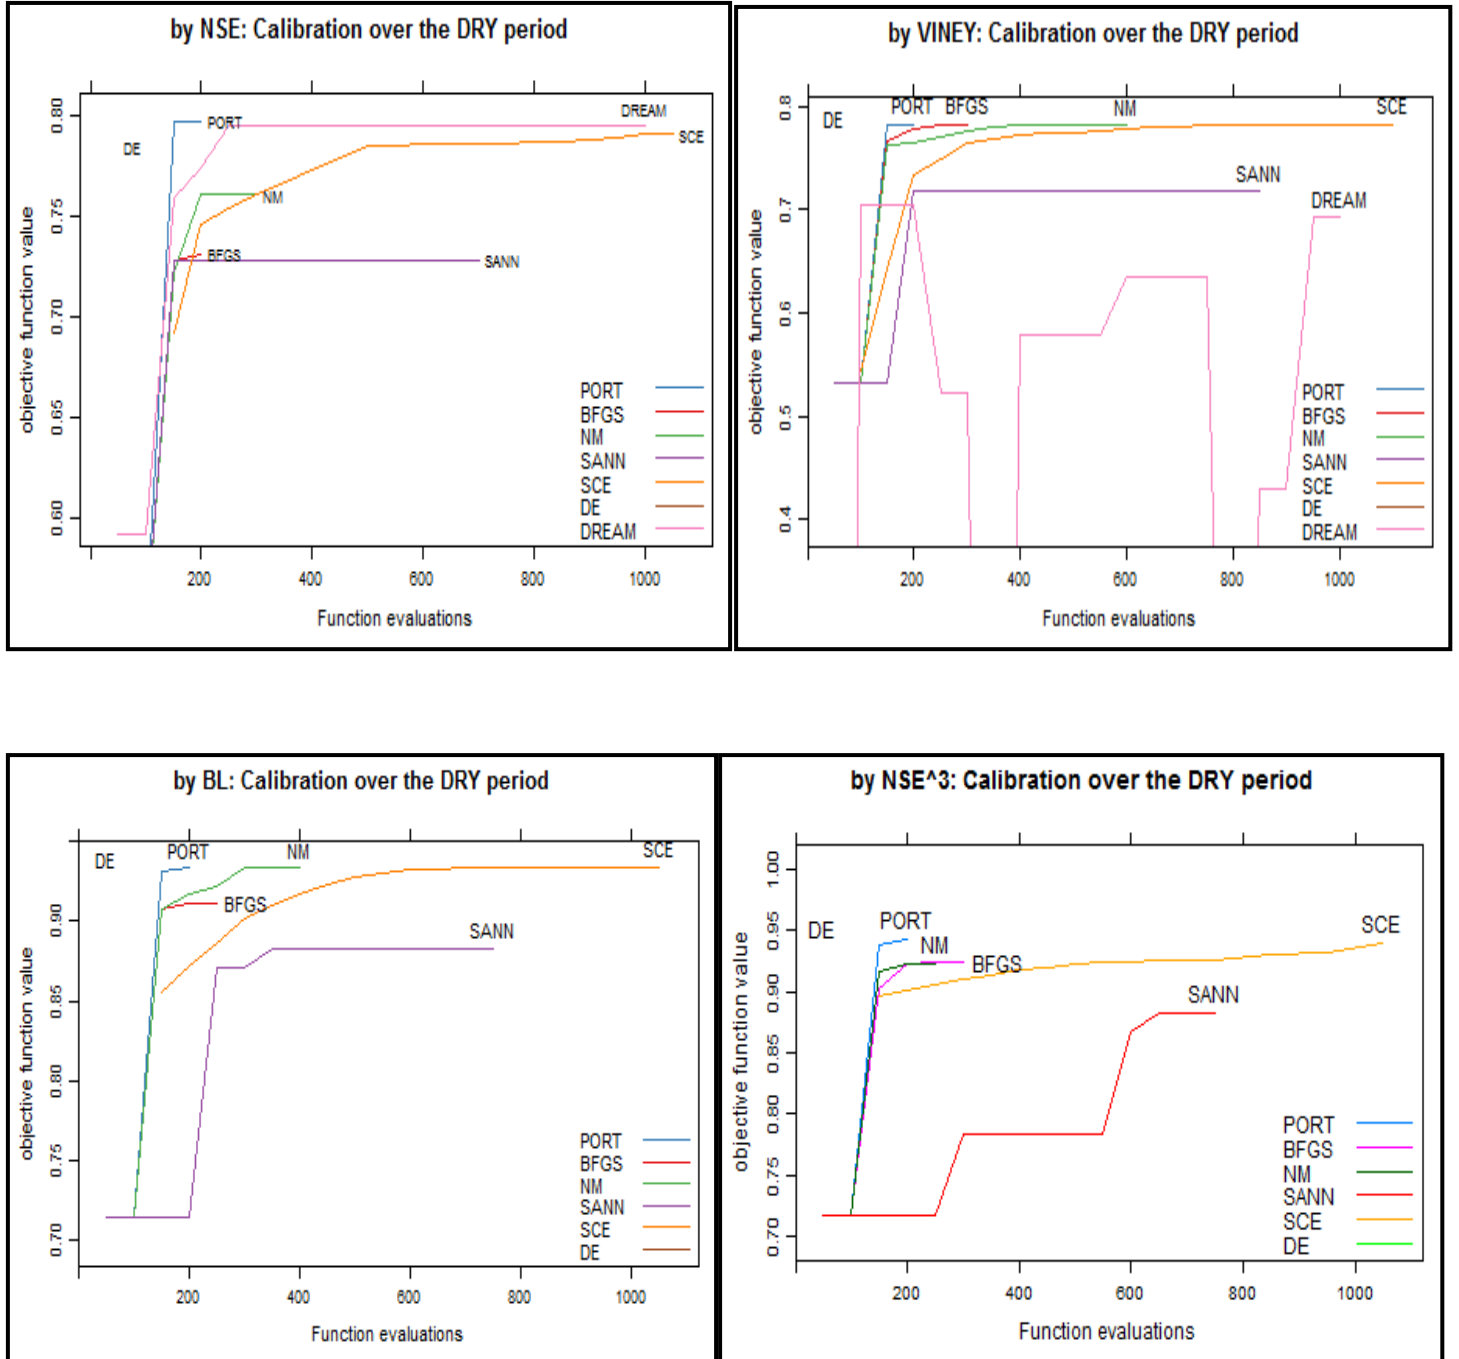 by NSE: Calibration over the DRY period
objective function value
0.80
0.75
0.70
0.65
0.60
DE
PORT
DREAM
SCE
NM
BFGS
SANN
PORT
BFGS
NM
SANN
SCE
DE
DREAM
200 400 600 800 1000
Function evaluations
by VINEY: Calibration over the DRY period
objective function value
0.8
0.7
0.6
0.5
0.4
DE
PORT BFGS NM SCE
SANN
DREAM
PORT
BFGS
NM
SANN
SCE
DE
DREAM
200 400 600 800 1000
Function evaluations
by BL: Calibration over the DRY period
objective function value
0.90
0.85
0.80
0.75
0.70
DE
PORT NM SCE
BFGS
SANN
PORT
BFGS
NM
SANN
SCE
DE
200 400 600 800 1000
Function evaluations
by NSE^3: Calibration over the DRY period
objective function value
1.00
0.95
0.90
0.85
0.80
0.75
0.70
DE
PORT
NM
BFGS
SCE
SANN
PORT
BFGS
NM
SANN
SCE
DE
200 400 600 800 1000
Function evaluations